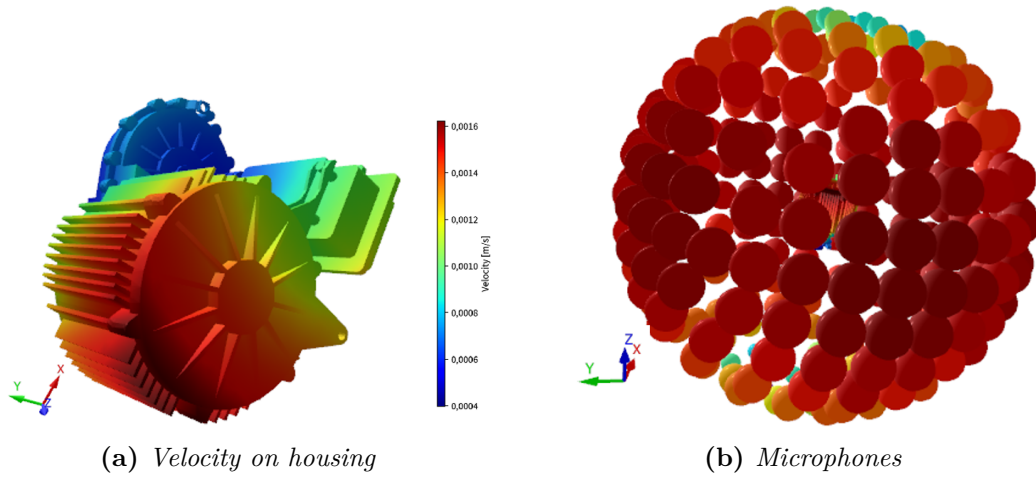 0,0016
0,0014
0,0012
0,0010
0,0008
0,0006
0,0004
Velocity [m/s]
Y
X
Z
Y
Z
X
(a) Velocity on housing
(b) Microphones